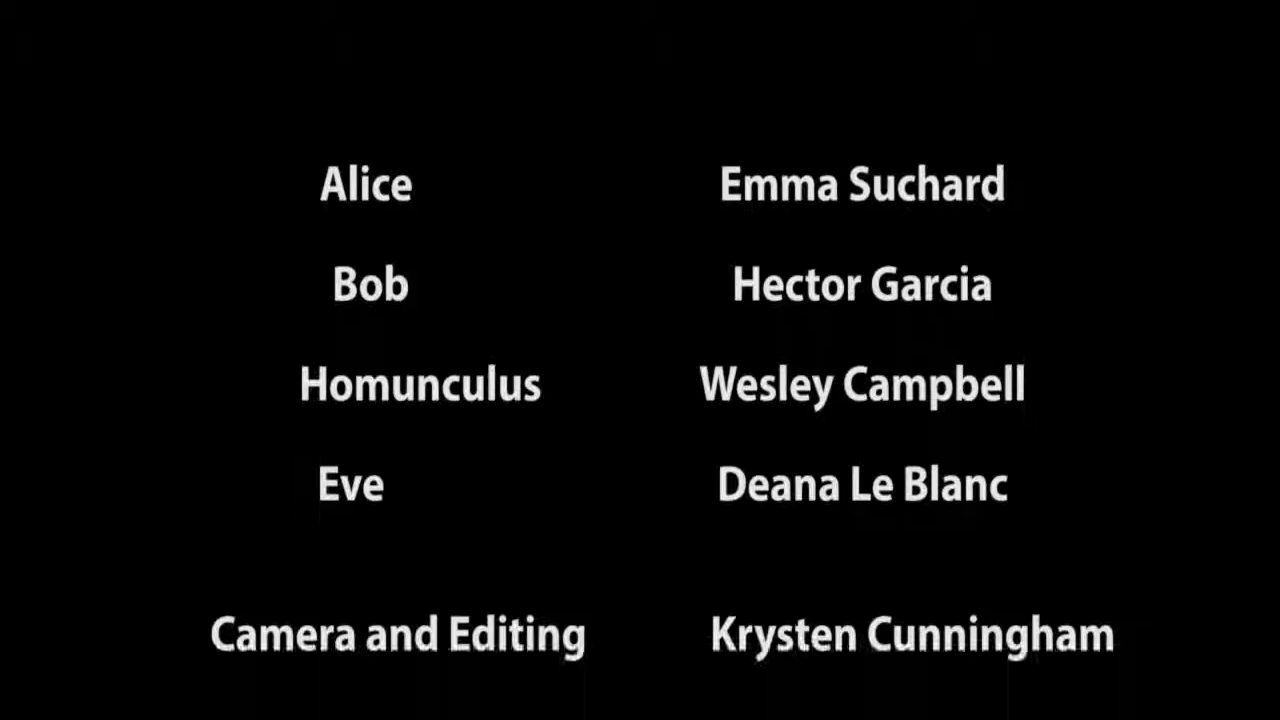 Alice Emma Suchard
Bob Hector Garcia
Homunculus Wesley Campbell
Eve Deana Le Blanc
Camera and Editing Krysten Cunningham